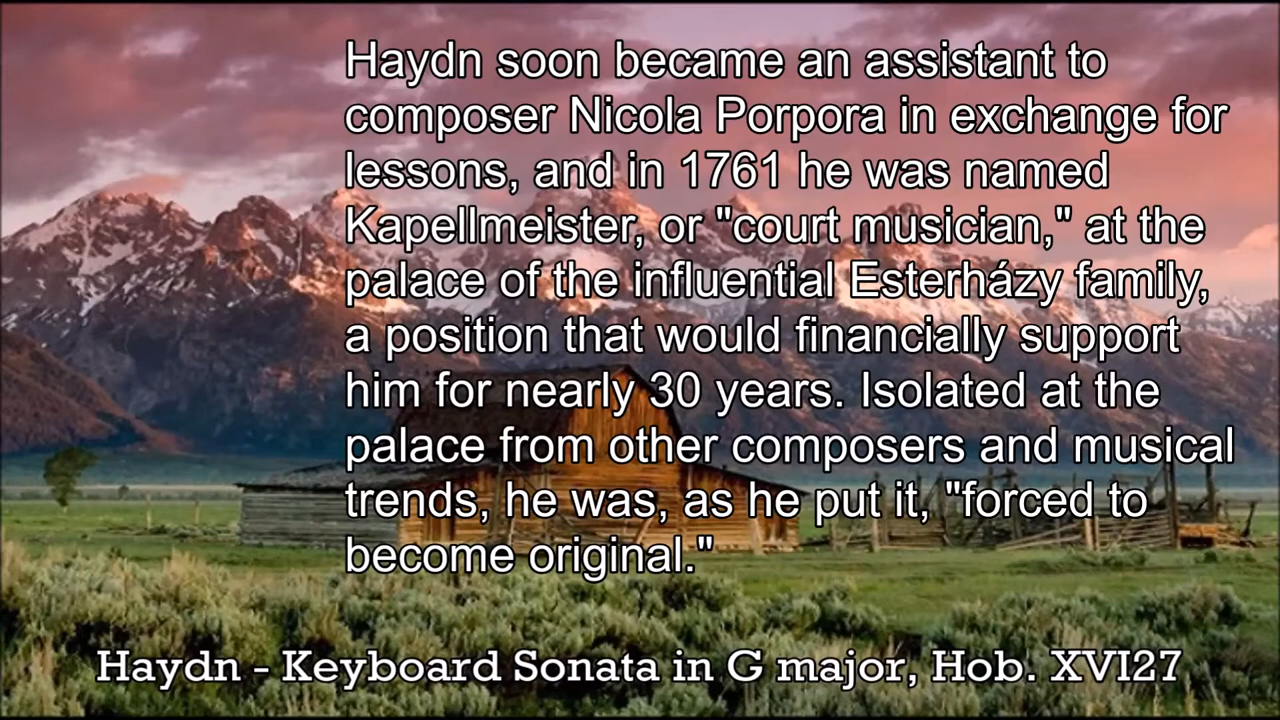 Haydn soon became an assistant to
composer Nicola Porpora in exchange for
lessons, and in 1761 he was named
Kapellmeister, or "court musician," at the
palace of the influential Esterházy family,
a position that would financially support
him for nearly 30 years. Isolated at the
palace from other composers and musical
trends, he was, as he put it, "forced to
become original."
Haydn - Keyboard Sonata in G major, Hob. XVI27